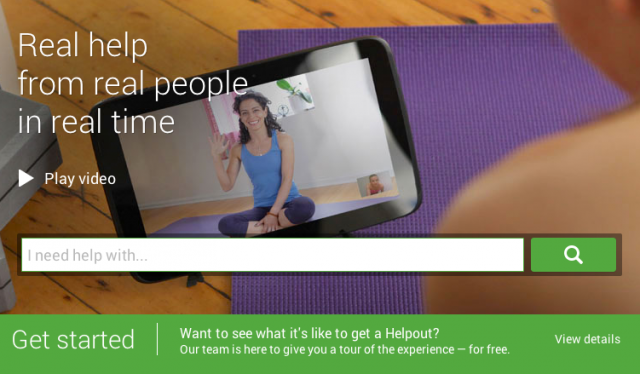 Real help
from real people
in real time
Play video
I need help with...
Get started
Want to see what it's like to get a Helpout?
Our team is here to give you a tour of the experience — for free.
View details